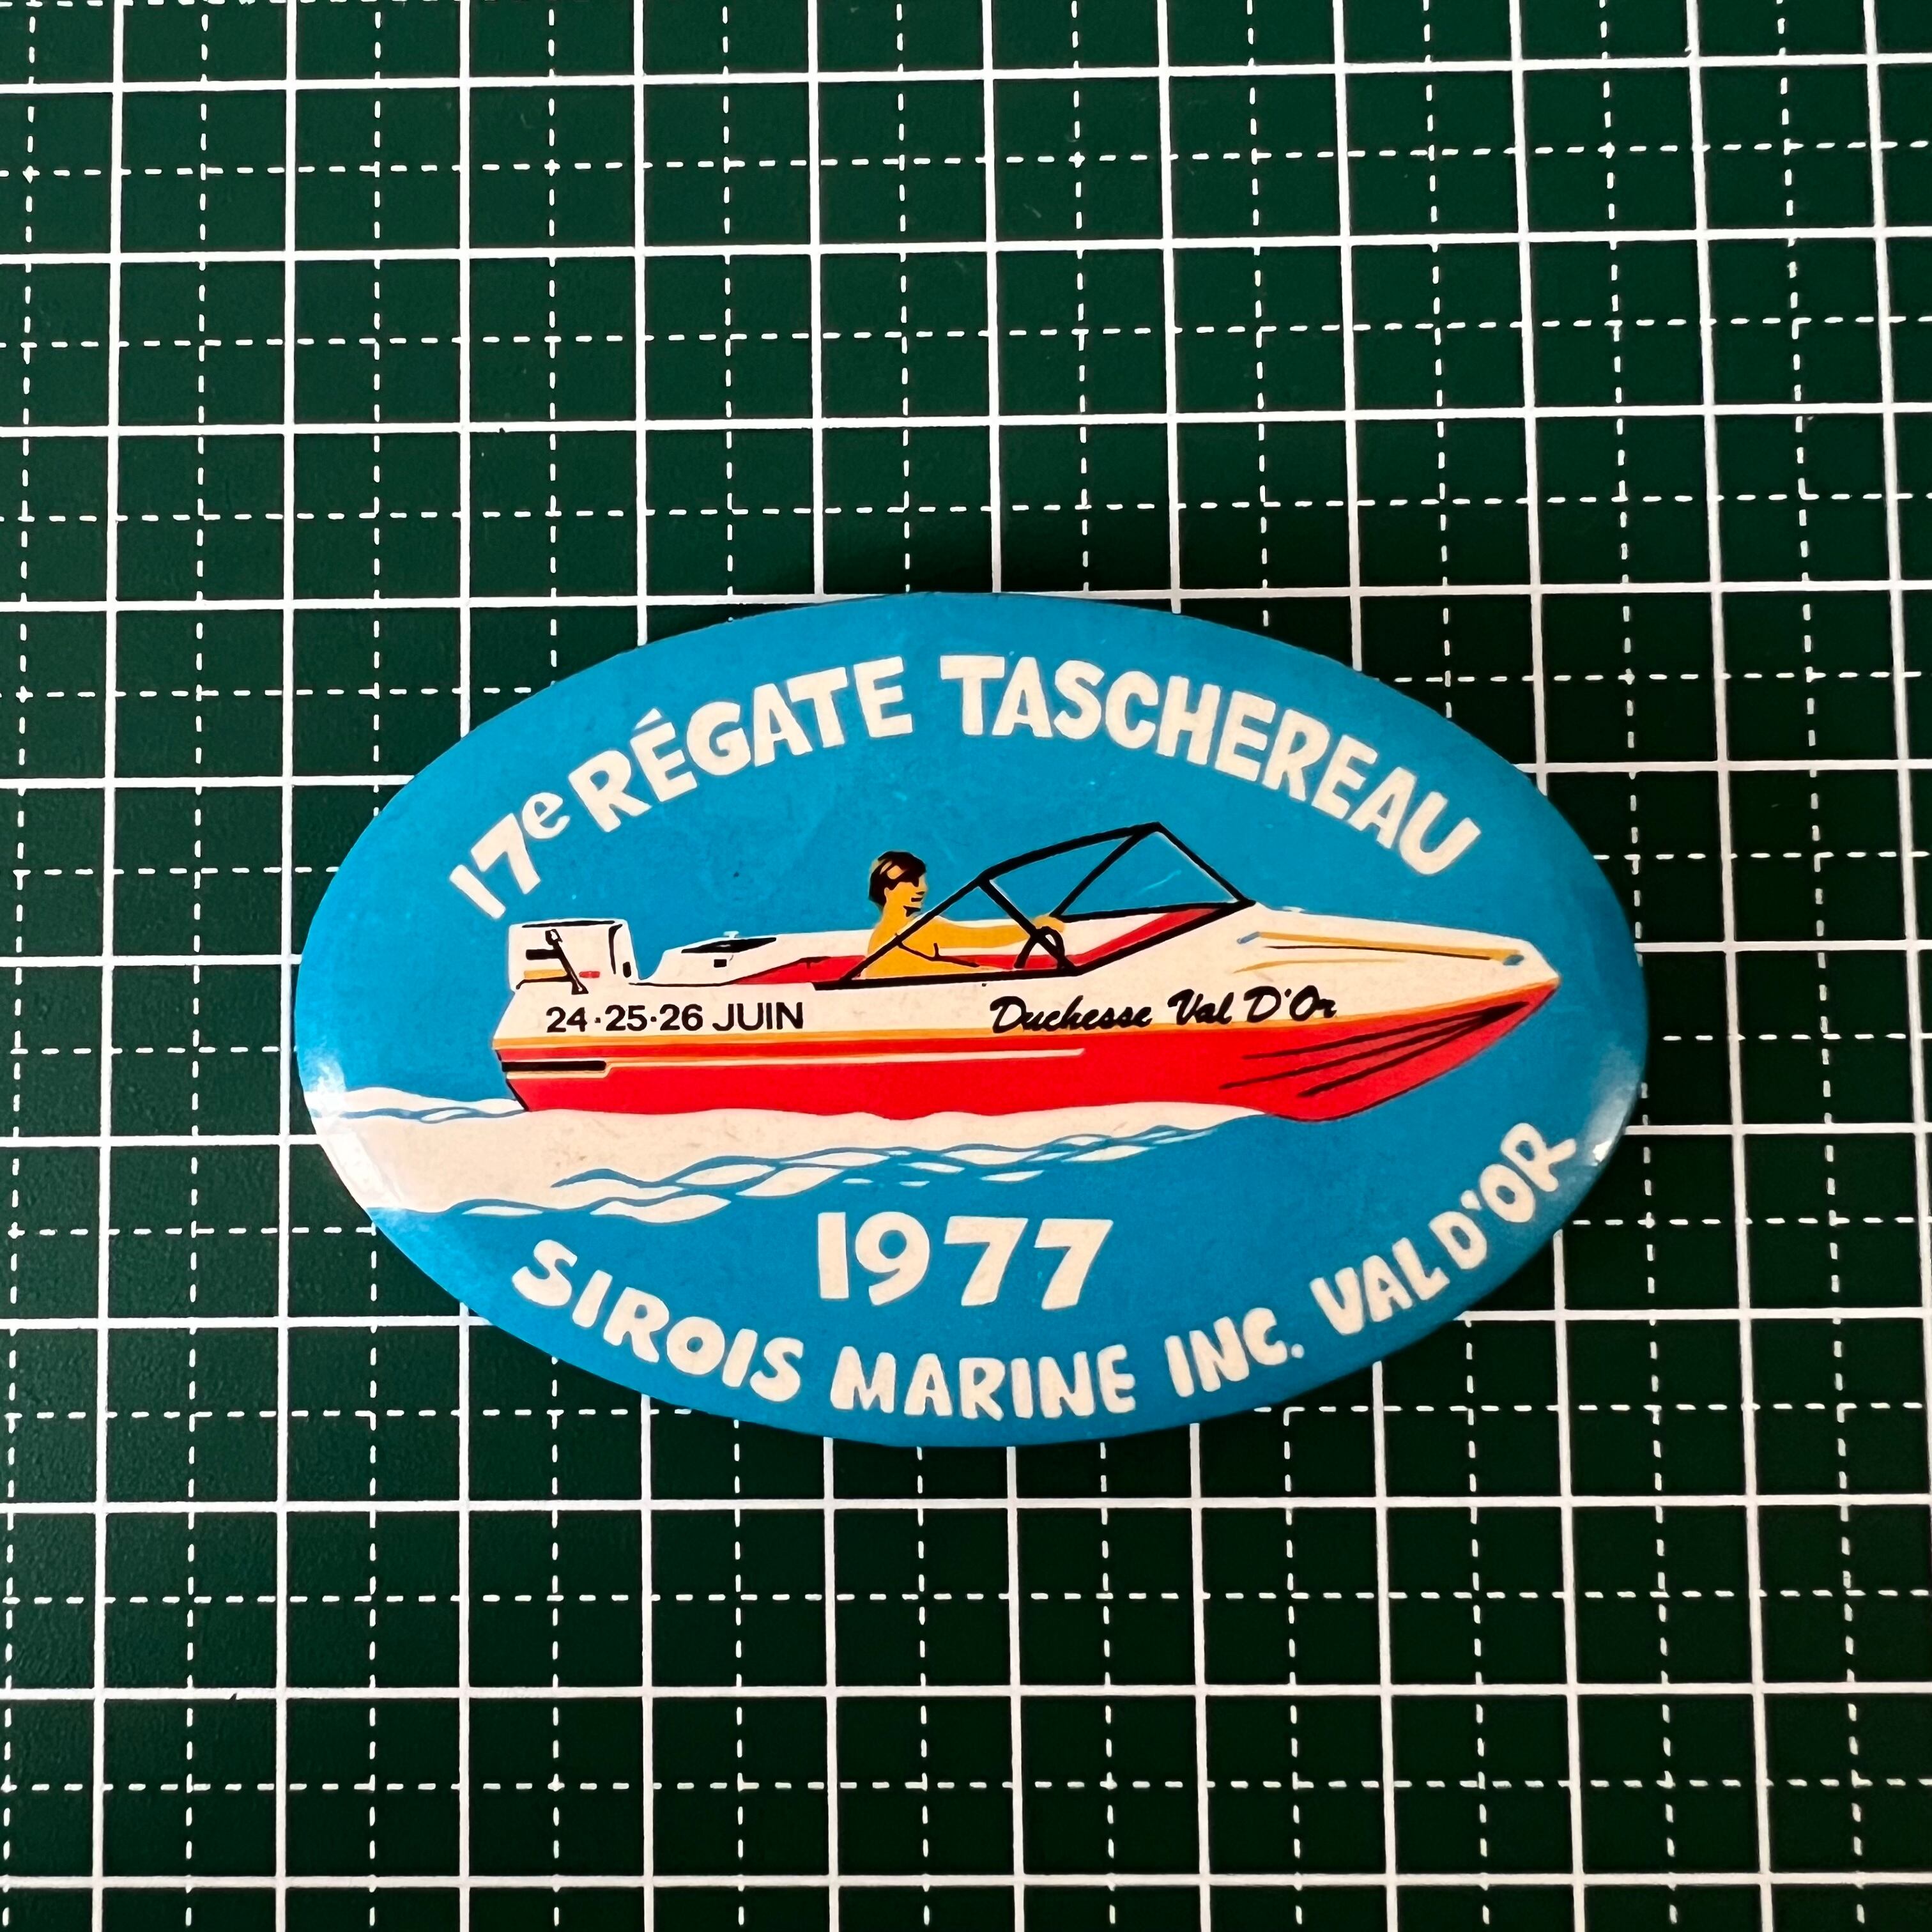 17e RÉGATE TASCHEREAU
24·25·26 JUIN
Duchesse Val D'Or
1977
SIROIS MARINE INC. VAL D'OR